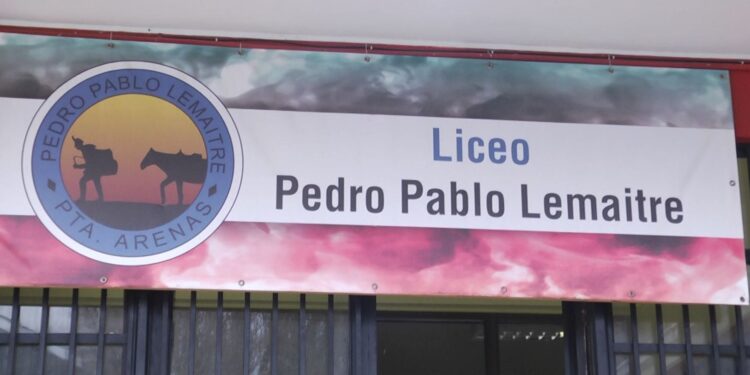 PEDRO PABLO LEMAITRE
PTA. ARENAS
Liceo
Pedro Pablo Lemaitre